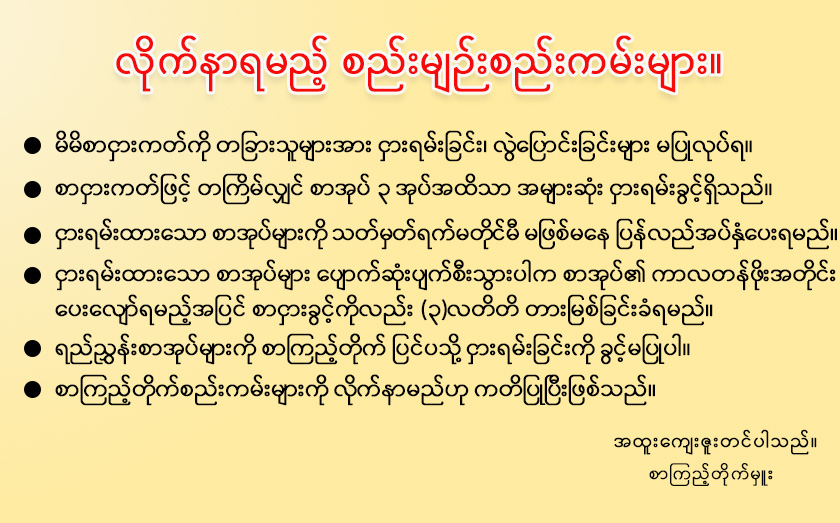 လိုက်နာရမည့် စည်းမျဉ်းစည်းကမ်းများ။
● မိမိစာငှားကတ်ကို တခြားသူများအား ငှားရမ်းခြင်း၊ လွှဲပြောင်းခြင်းများ မပြုလုပ်ရ။
● စာငှားကတ်ဖြင့် တကြိမ်လျှင် စာအုပ် ၃ အုပ်အထိသာ အများဆုံး ငှားရမ်းခွင့်ရှိသည်။
● ငှားရမ်းထားသော စာအုပ်များကို သတ်မှတ်ရက်မတိုင်မီ မဖြစ်မနေ ပြန်လည်အပ်နှံပေးရမည်။
● ငှားရမ်းထားသော စာအုပ်များ ပျောက်ဆုံးပျက်စီးသွားပါက စာအုပ်၏ ကာလတန်ဖိုးအတိုင်း
ပေးလျော်ရမည့်အပြင် စာငှားခွင့်ကိုလည်း (၃)လတိတိ တားမြစ်ခြင်းခံရမည်။
● ရည်ညွှန်းစာအုပ်များကို စာကြည့်တိုက် ပြင်ပသို့ ငှားရမ်းခြင်းကို ခွင့်မပြုပါ။
● စာကြည့်တိုက်စည်းကမ်းများကို လိုက်နာမည်ဟု ကတိပြုပြီးဖြစ်သည်။
အထူးကျေးဇူးတင်ပါသည်။
စာကြည့်တိုက်မှူး